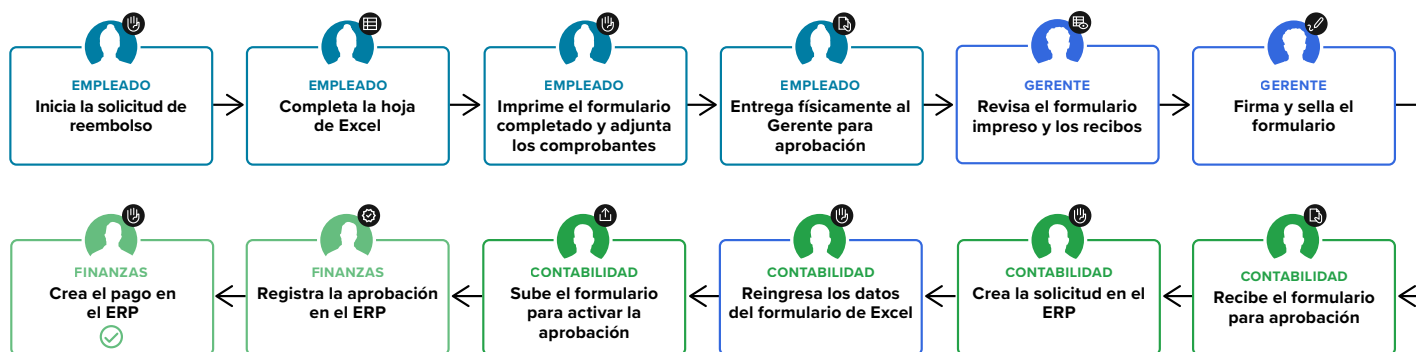 EMPLEADO
Inicia la solicitud de
reembolso
EMPLEADO
Completa la hoja
de Excel
EMPLEADO
Imprime el formulario
completado y adjunta
los comprobantes
EMPLEADO
Entrega físicamente al
Gerente para
aprobación
GERENTE
Revisa el formulario
impreso y los recibos
GERENTE
Firma y sella el
formulario
CONTABILIDAD
Recibe el formulario
para aprobación
CONTABILIDAD
Crea la solicitud en el
ERP
CONTABILIDAD
Reingresa los datos
del formulario de Excel
CONTABILIDAD
Sube el formulario
para activar la
aprobación
FINANZAS
Registra la aprobación
en el ERP
FINANZAS
Crea el pago en
el ERP